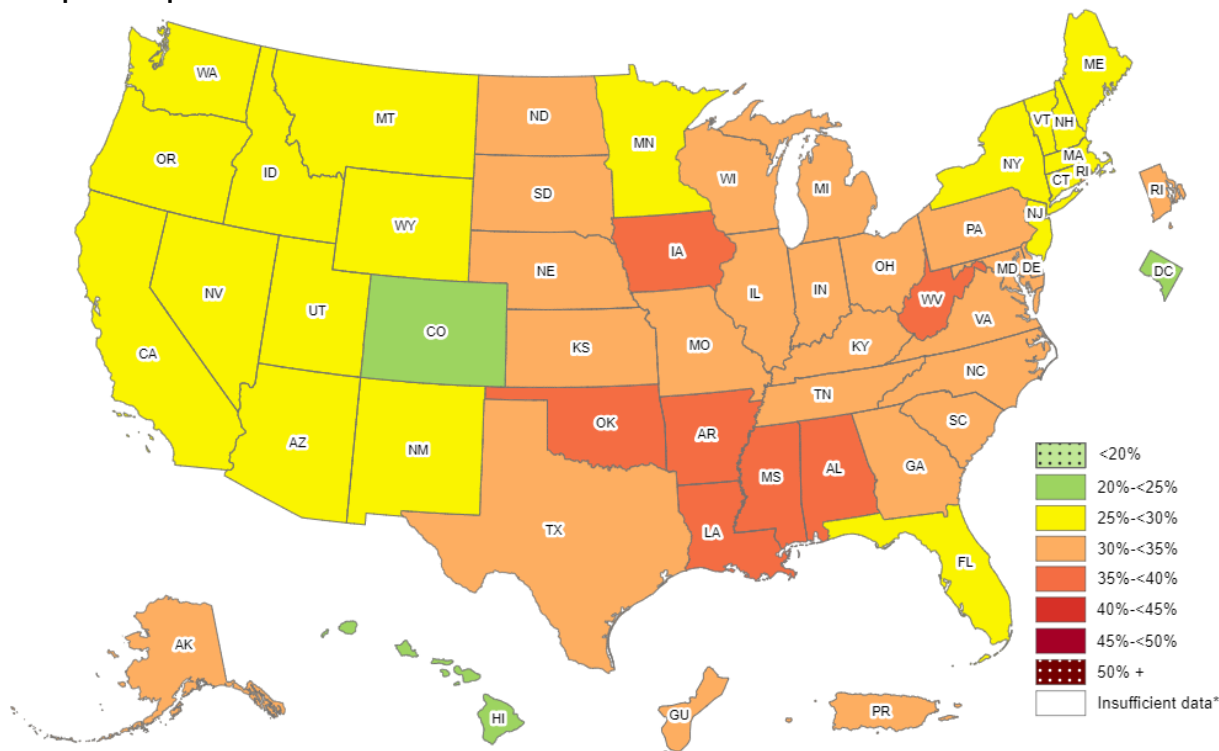 WA
MT
ND
MN
ME
VT
NH
OR
ID
SD
WI
MI
NY
MA
CT
RI
RI
WY
IA
NE
PA
NJ
NV
UT
CO
IL
IN
OH
MD
DE
DC
WV
VA
CA
KS
MO
KY
NC
TN
AZ
NM
OK
AR
SC
MS
AL
GA
TX
LA
FL
AK
HI
GU
PR
<20%
20%-<25%
25%-<30%
30%-<35%
35%-<40%
40%-<45%
45%-<50%
50% +
Insufficient data*